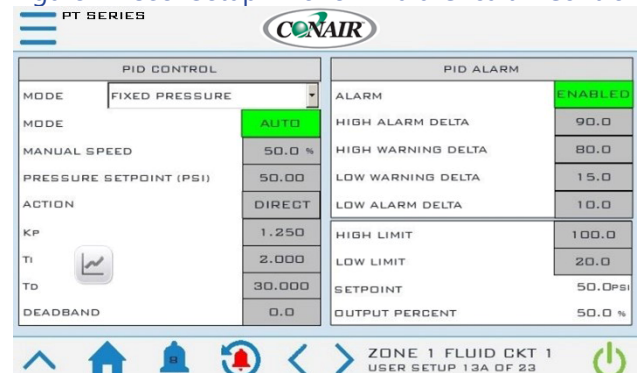 PT SERIES
CONAIR
PID CONTROL
MODE FIXED PRESSURE
MODE AUTO
MANUAL SPEED 50.0 %
PRESSURE SETPOINT (PSI) 50.00
ACTION DIRECT
KP 1.250
TI 2.000
TD 30.000
DEADBAND 0.0
PID ALARM
ALARM ENABLED
HIGH ALARM DELTA 90.0
HIGH WARNING DELTA 80.0
LOW WARNING DELTA 15.0
LOW ALARM DELTA 10.0
HIGH LIMIT 100.0
LOW LIMIT 20.0
SETPOINT 50.0PSI
OUTPUT PERCENT 50.0 %
B
ZONE 1 FLUID CKT 1
USER SETUP 13A OF 23